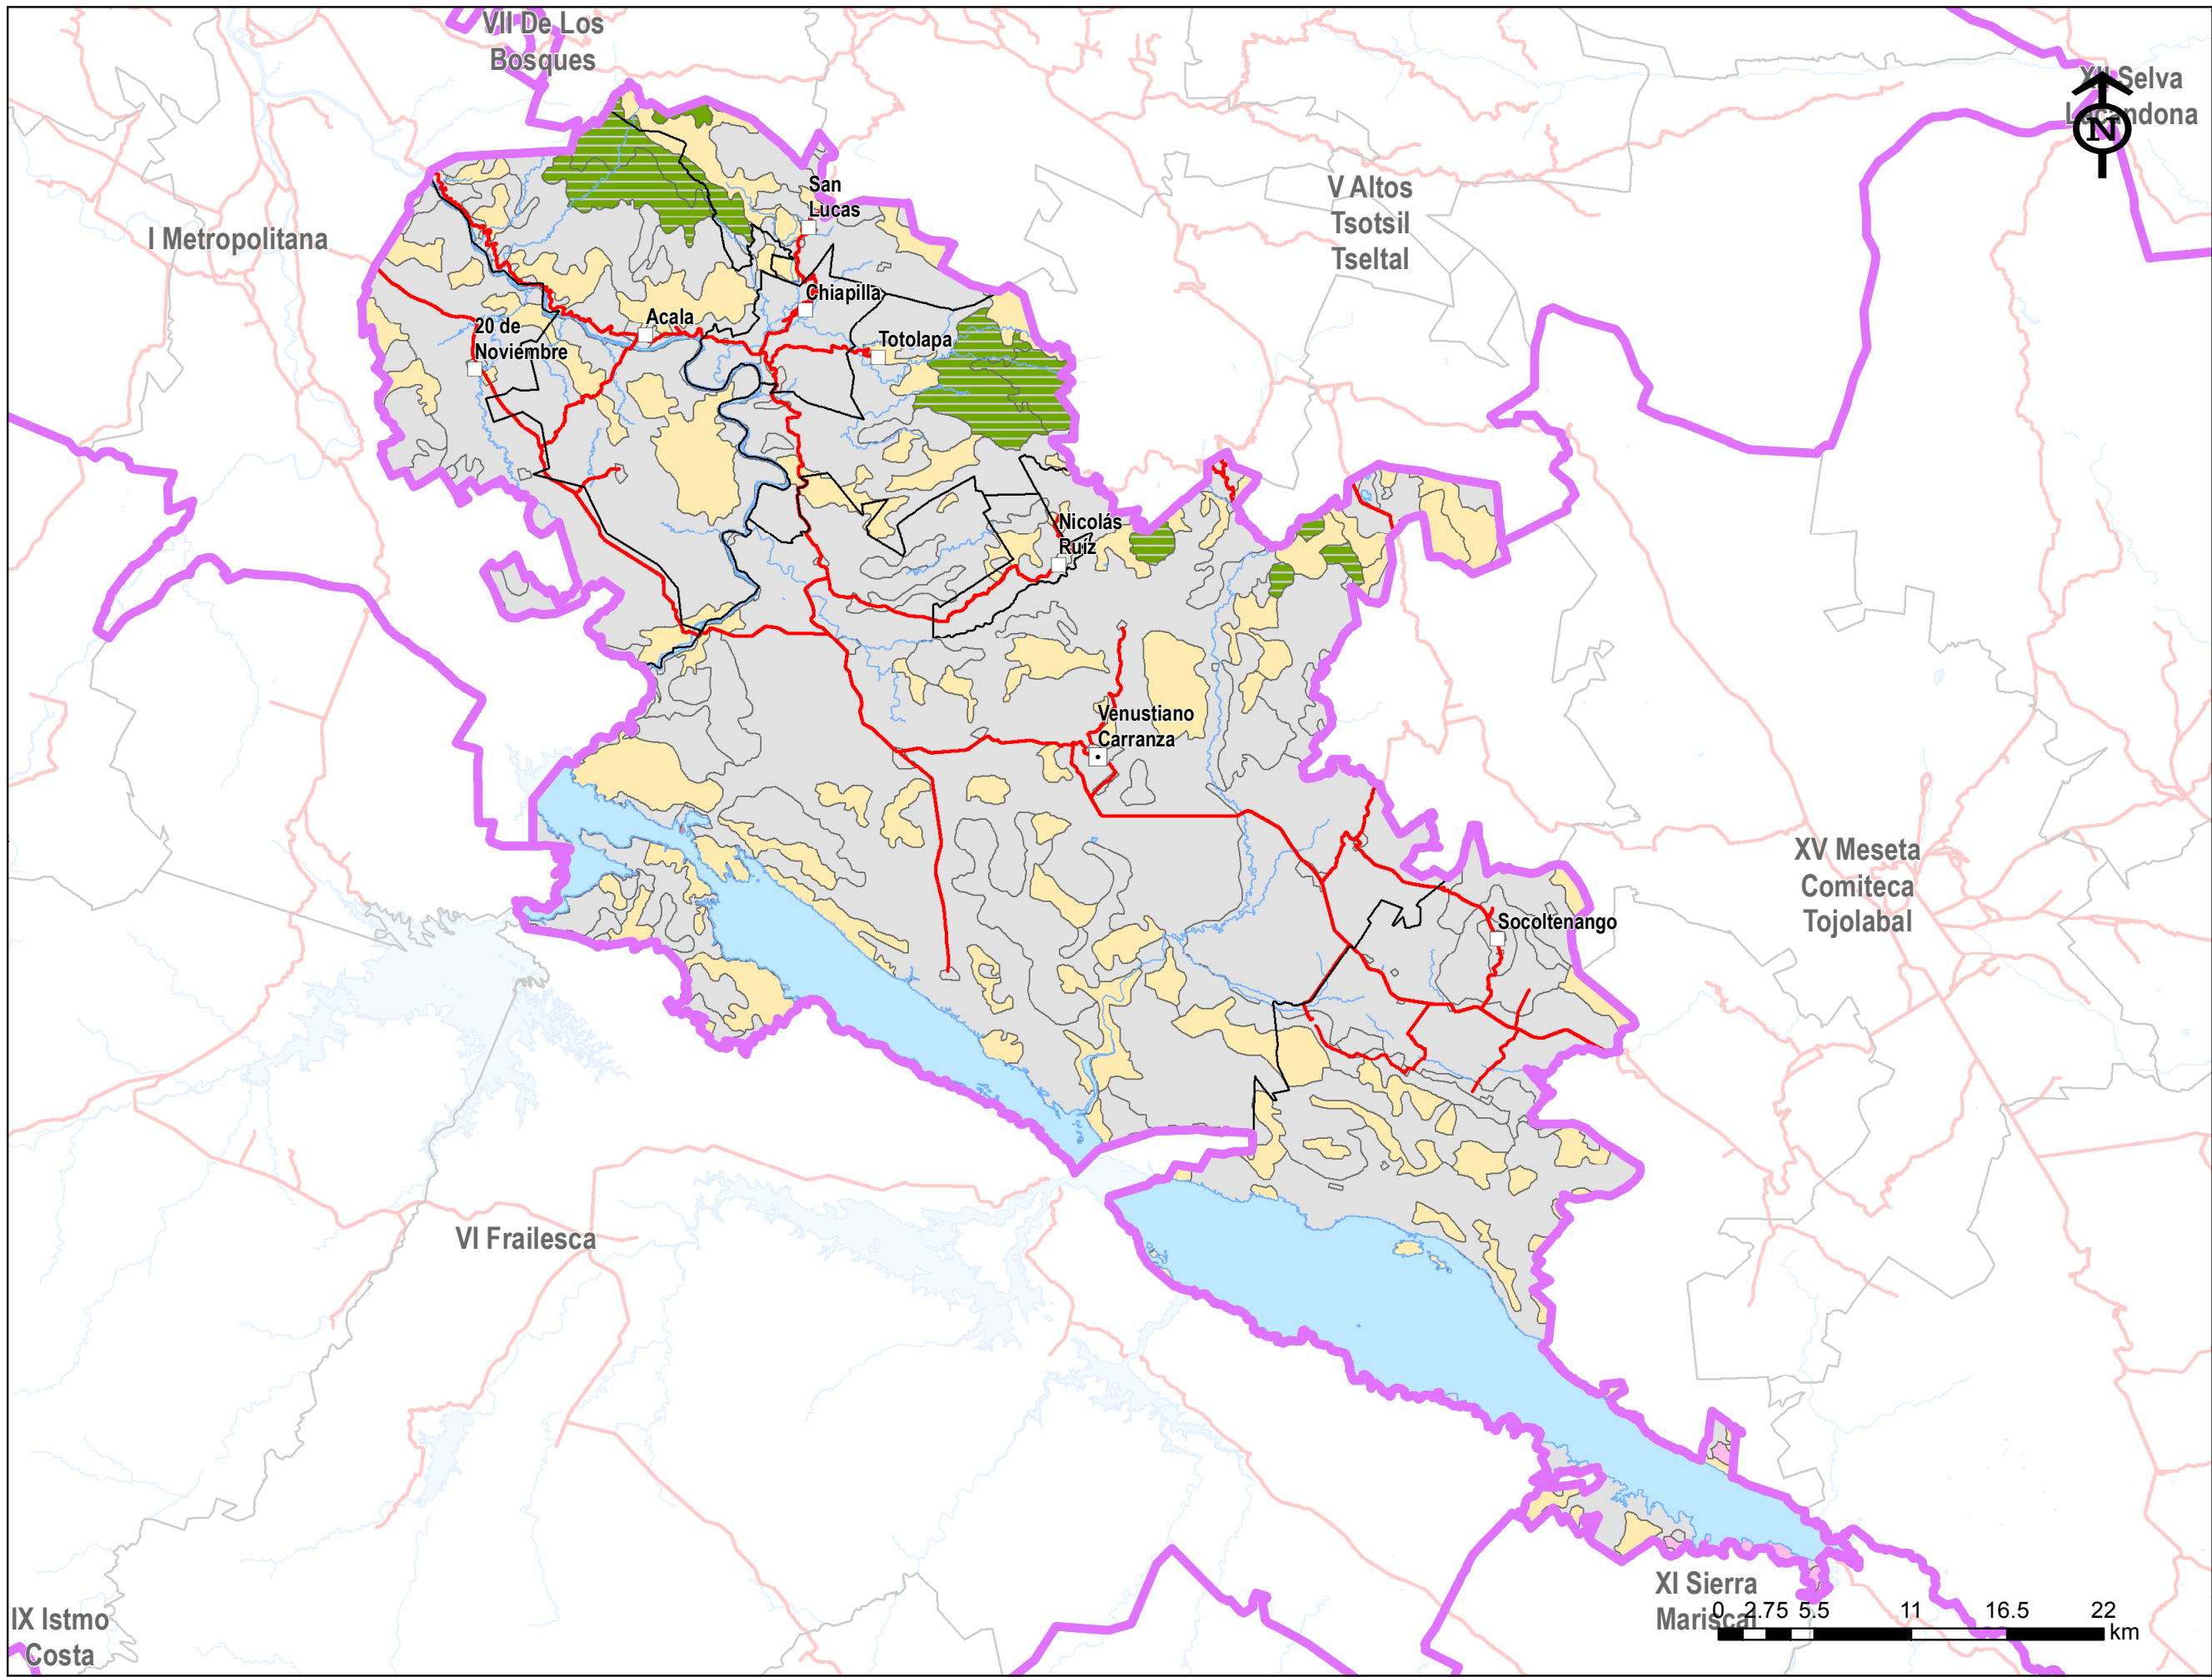 VII De Los
Bosques
XII Selva
Lacandona
N
San
Lucas
V Altos
Tsotsil
Tseltal
I Metropolitana
Chiapilla
Acala
20 de
Noviembre
Totolapa
Nicolás
Ruíz
Venustiano
Carranza
XV Meseta
Comiteca
Tojolabal
Socoltenango
VI Frailesca
XI Sierra
Mariscal
0 2.75 5.5 11 16.5 22
km
IX Istmo
Costa